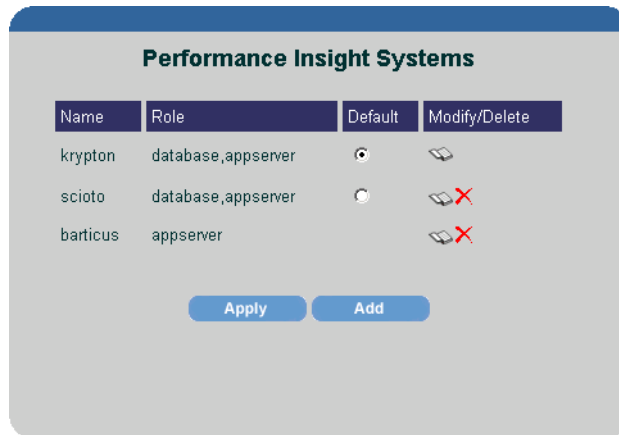 Performance Insight Systems
Name Role Default Modify/Delete
krypton database,appserver
scioto database,appserver
barticus appserver
Apply Add